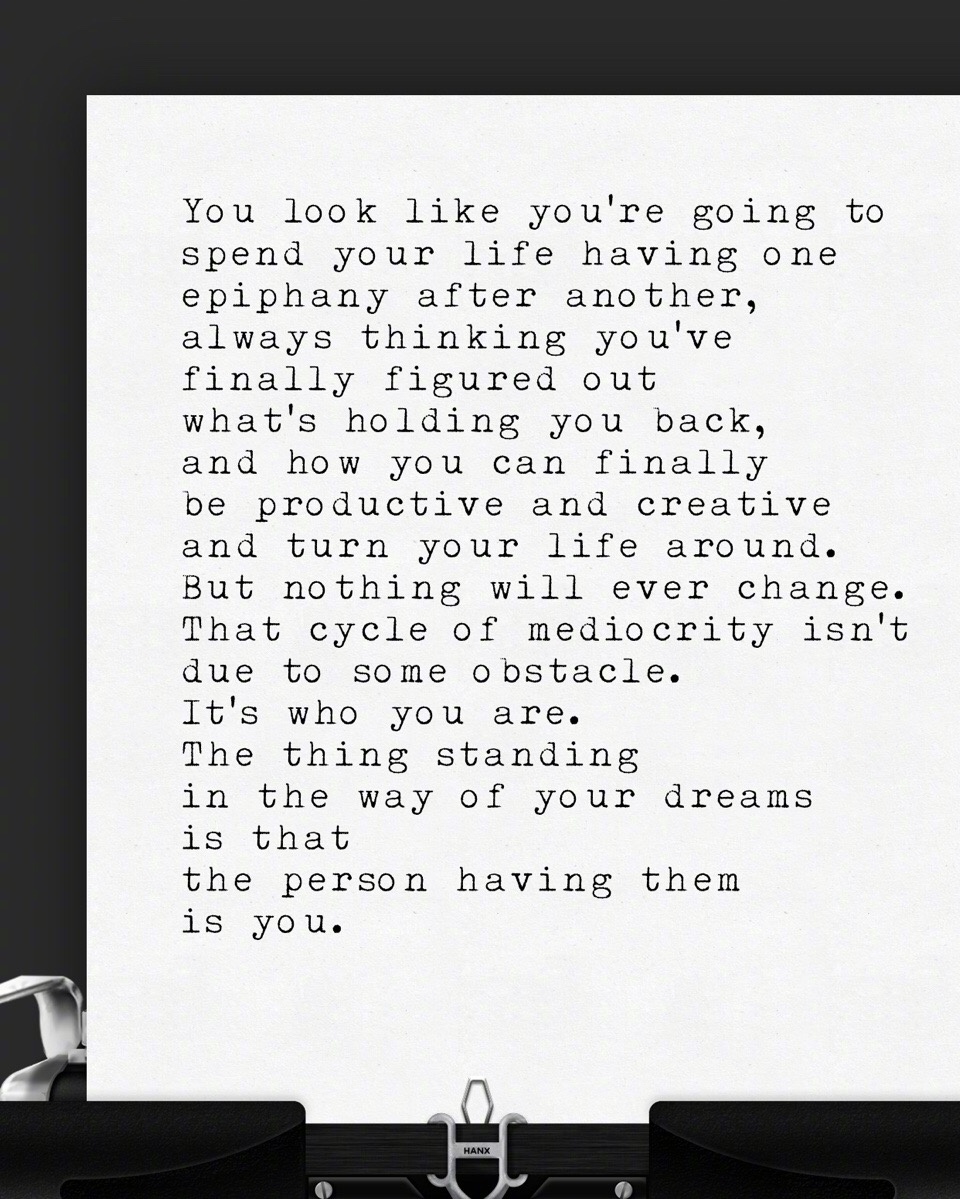 You look like you're going to
spend your life having one
epiphany after another,
always thinking you've
finally figured out
what's holding you back,
and how you can finally
be productive and creative
and turn your life around.
But nothing will ever change.
That cycle of mediocrity isn't
due to some obstacle.
It's who you are.
The thing standing
in the way of your dreams
is that
the person having them
is you.
HANX